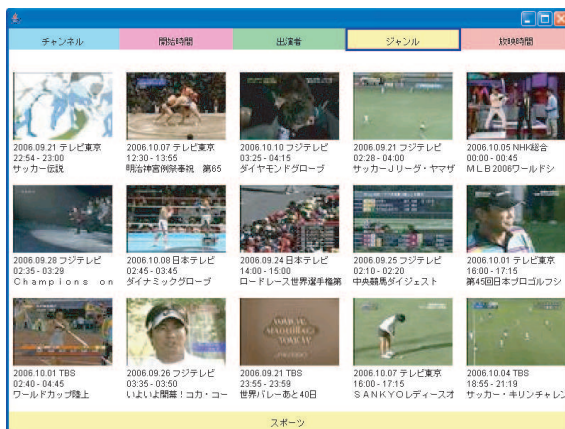 チャンネル
開始時間
出演者
ジャンル
放映時間
2006.09.21 テレビ東京
22:54 - 23:00
サッカー伝説
2006.10.07 テレビ東京
12:30 - 13:55
明治神宮例祭奉祝 第65
2006.10.10 フジテレビ
03:25 - 04:15
ダイヤモンドグローブ
2006.09.21 フジテレビ
02:28 - 04:00
サッカーJリーグ・ヤマザ
2006.10.05 NHK総合
00:00 - 00:45
MLB2006ワールドシ
2006.09.28 フジテレビ
02:35 - 03:29
Champions on
2006.10.08 日本テレビ
02:45 - 03:45
ダイナミックグローブ
2006.09.24 日本テレビ
14:00 - 15:00
ロードレース世界選手権第
2006.09.25 フジテレビ
02:10 - 02:20
中央競馬ダイジェスト
2006.10.01 テレビ東京
16:00 - 17:15
第45回日本プロゴルフシ
2006.10.01 TBS
02:40 - 04:45
ワールドカップ陸上
2006.09.26 フジテレビ
03:35 - 03:50
いよいよ開幕!コカ・コー
2006.09.21 TBS
23:55 - 23:59
世界バレーあと40日
2006.10.07 テレビ東京
16:00 - 17:15
SANKYOレディースオ
2006.10.04 TBS
18:55 - 21:19
サッカー・キリンチャレン
スポーツ